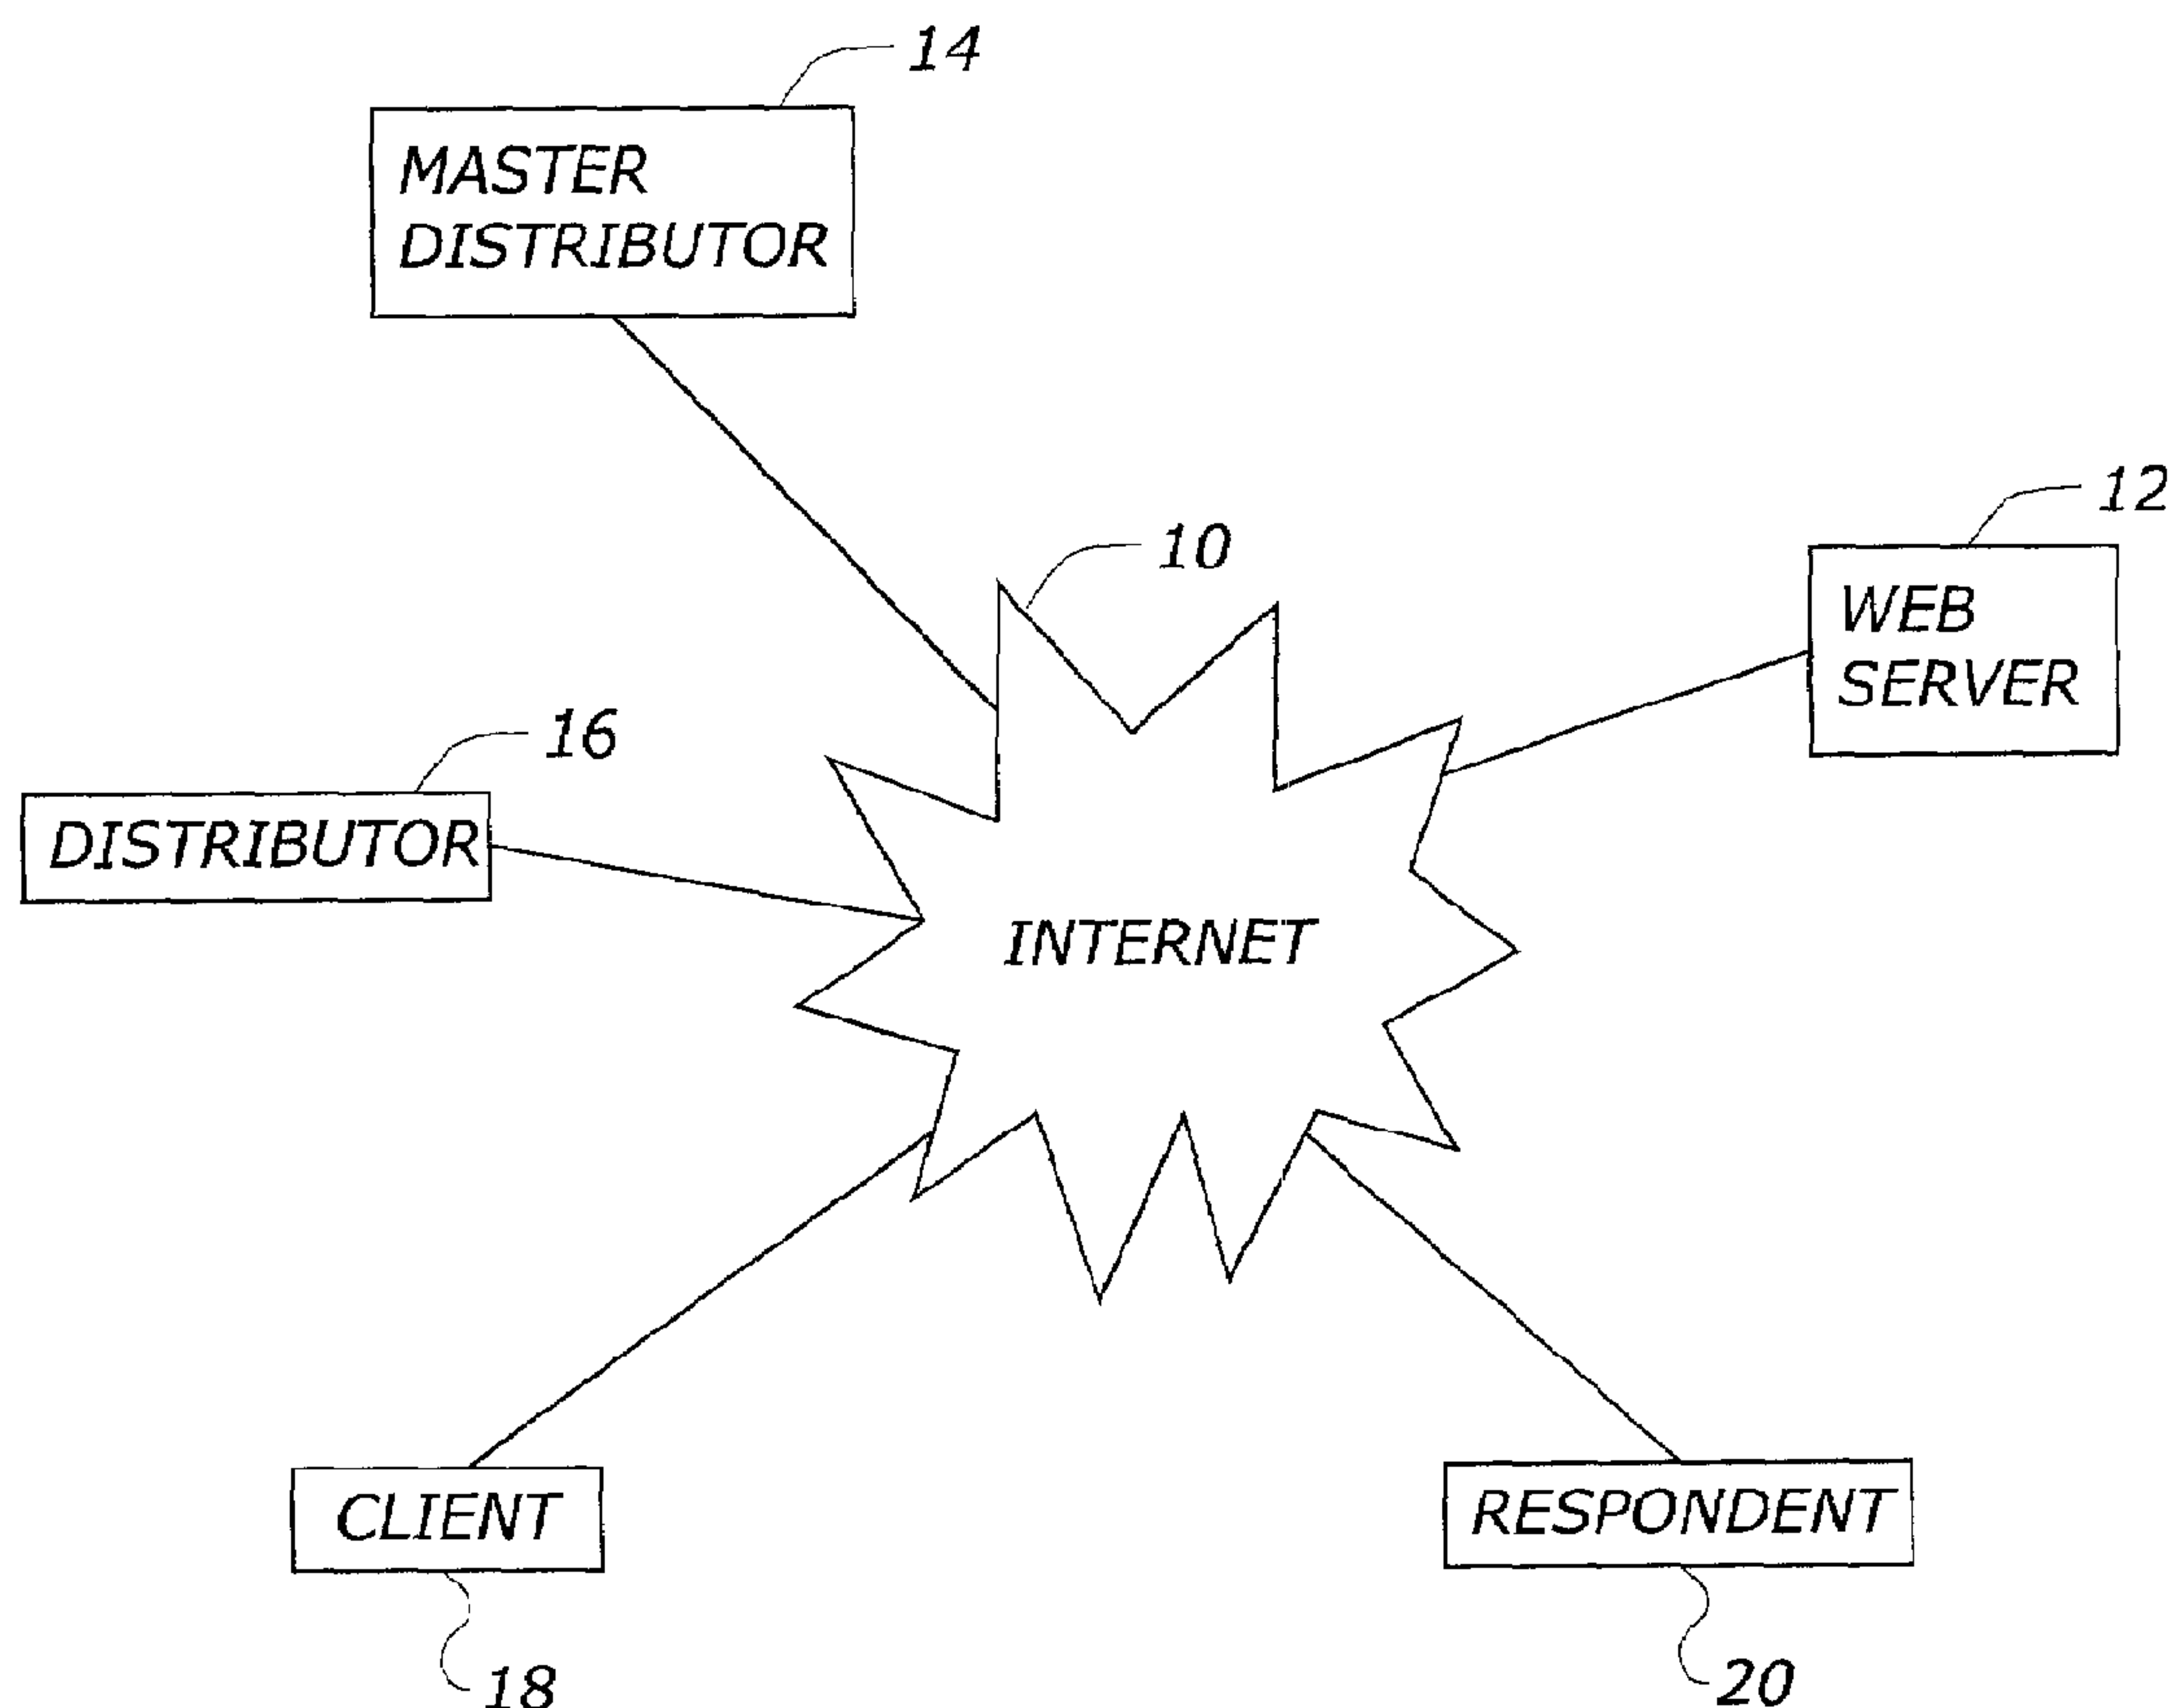 14
MASTER
DISTRIBUTOR
12
10
WEB
SERVER
16
DISTRIBUTOR
INTERNET
CLIENT
RESPONDENT
18
20